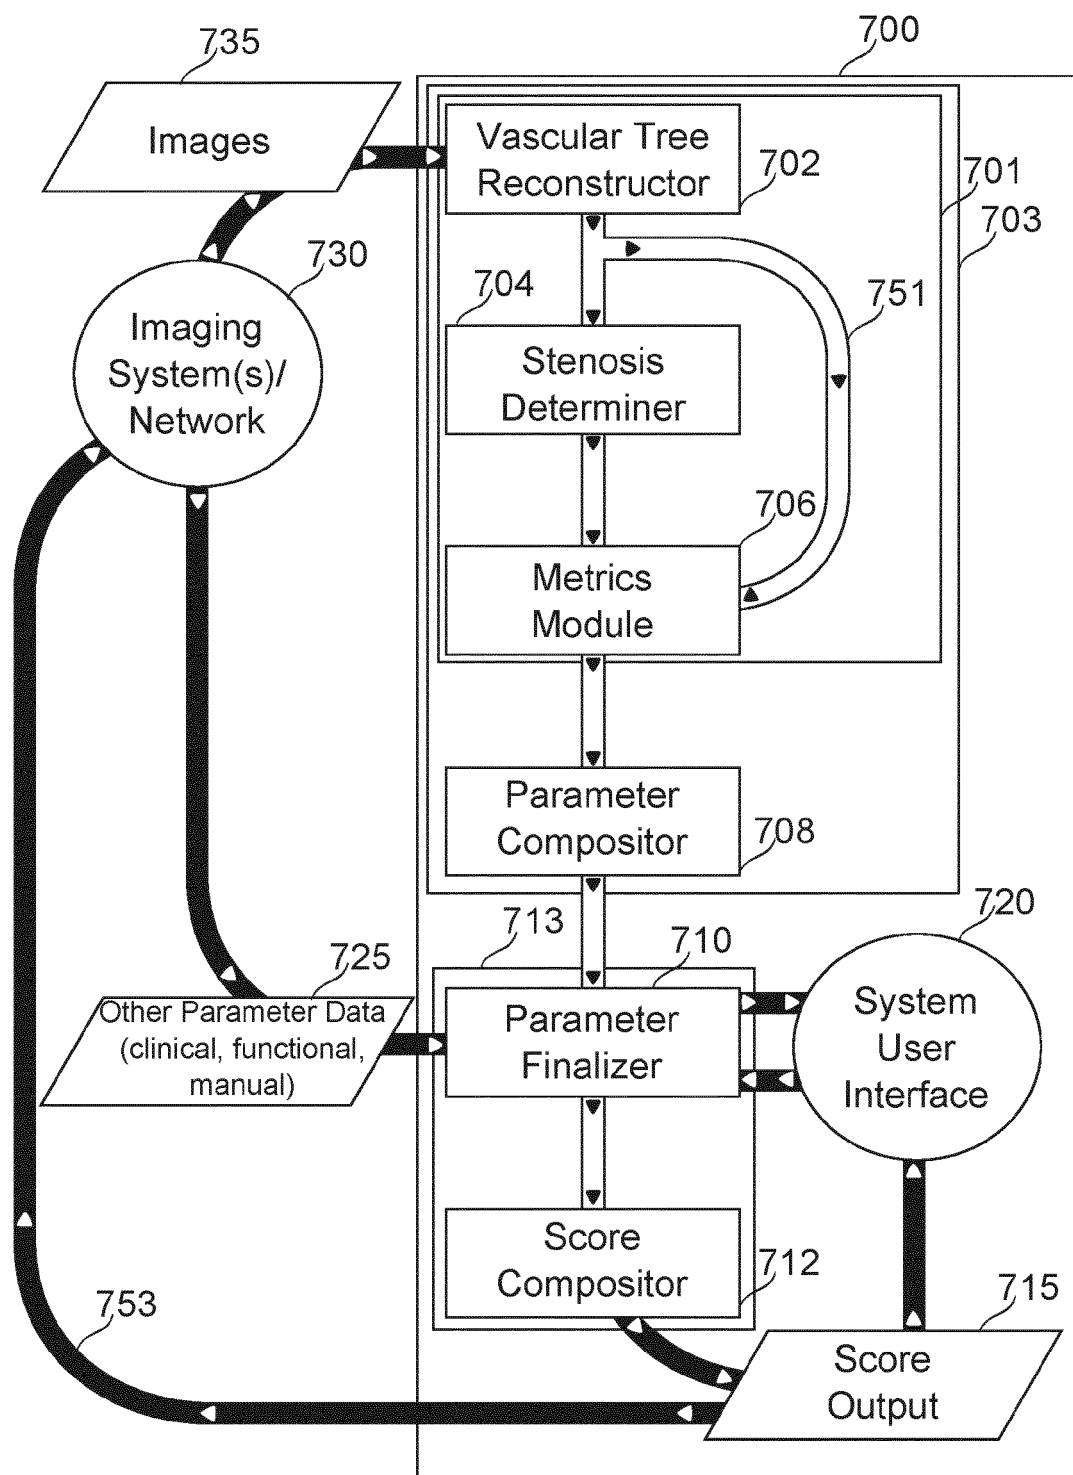 700
735
Images
Vascular Tree
Reconstructor
702
701
703
730
Imaging
System(s)/
Network
704
751
Stenosis
Determiner
706
Metrics
Module
Parameter
Compositor
708
720
713
710
725
Other Parameter Data
(clinical, functional,
manual)
Parameter
Finalizer
System
User
Interface
Score
Compositor
712
753
715
Score
Output